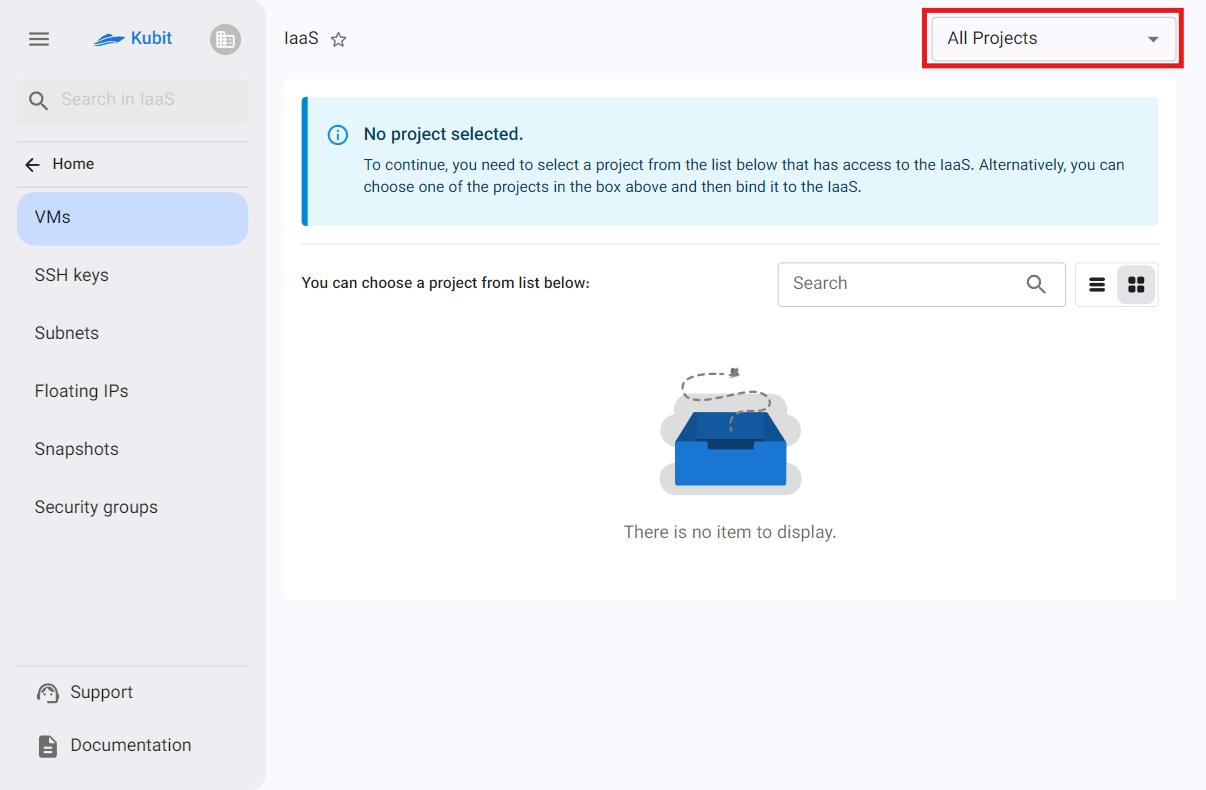 Kubit
IaaS
All Projects
Search in IaaS
Home
VMs
SSH keys
Subnets
Floating IPs
Snapshots
Security groups
Support
Documentation
No project selected.
To continue, you need to select a project from the list below that has access to the IaaS. Alternatively, you can
choose one of the projects in the box above and then bind it to the IaaS.
You can choose a project from list below:
Search
There is no item to display.